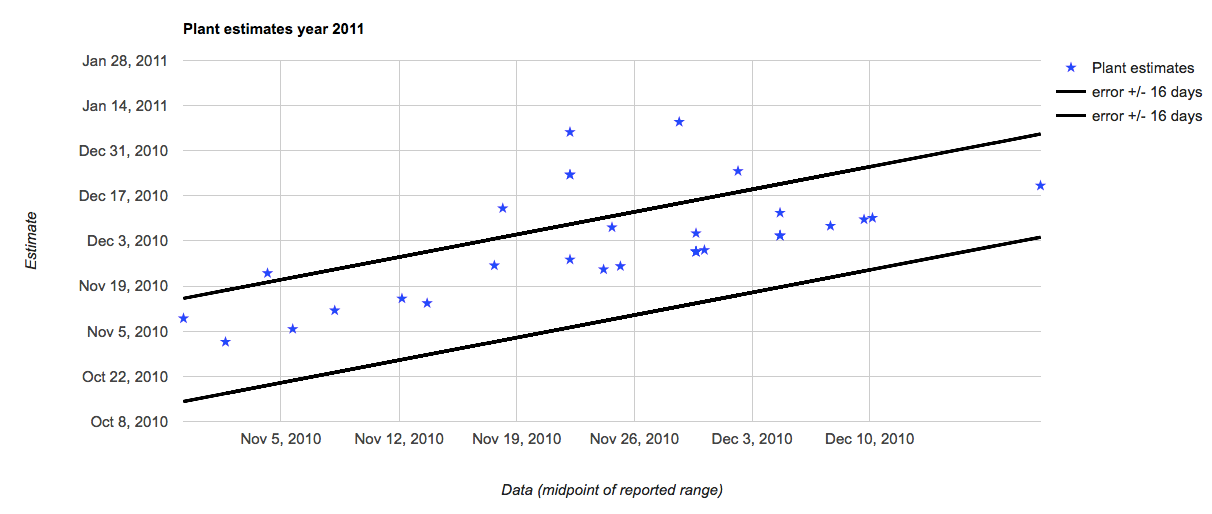 Plant estimates year 2011
Jan 28, 2011
Jan 14, 2011
Dec 31, 2010
Dec 17, 2010
Dec 3, 2010
Nov 19, 2010
Nov 5, 2010
Oct 22, 2010
Oct 8, 2010
Estimate
Nov 5, 2010 Nov 12, 2010 Nov 19, 2010 Nov 26, 2010 Dec 3, 2010 Dec 10, 2010
Data (midpoint of reported range)
Plant estimates
error +/- 16 days
error +/- 16 days